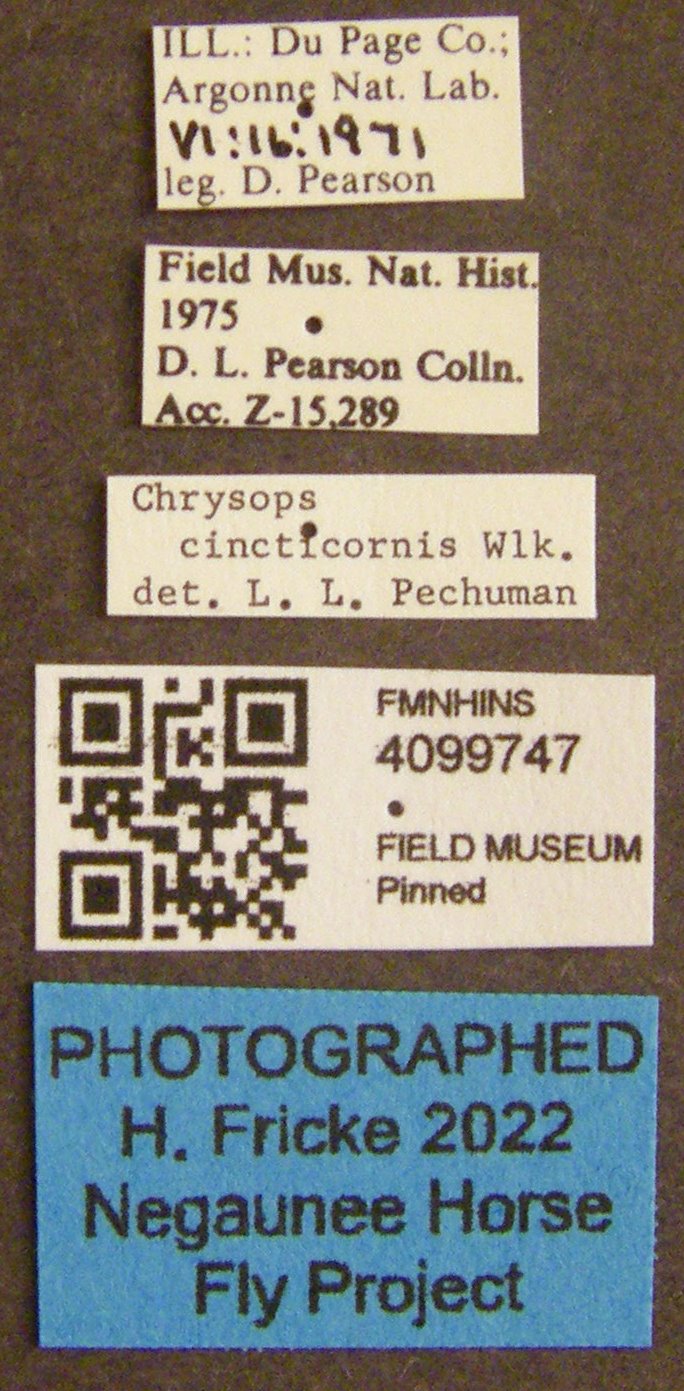 ILL.: Du Page Co.;
Argonne Nat. Lab.
VI:16:1971
leg. D. Pearson
Field Mus. Nat. Hist.
1975
D. L. Pearson Colln.
Acc. Z-15,289
Chrysops
cincticornis Wlk.
det. L. L. Pechuman
FMNHINS
4099747
FIELD MUSEUM
Pinned
PHOTOGRAPHED
H. Fricke 2022
Negaunee Horse
Fly Project